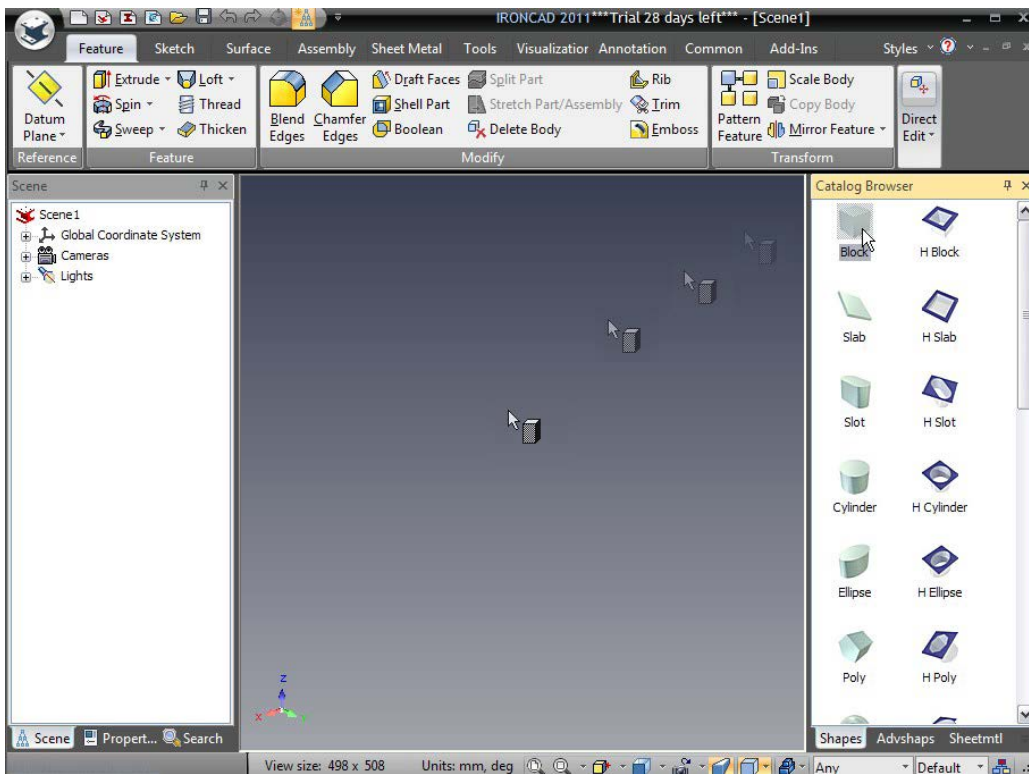 IRONCAD 2011***Trial 28 days left*** - [Scene1]
Feature Sketch Surface Assembly Sheet Metal Tools Visualizatior Annotation Common Add-Ins Styles
Extrude Loft Draft Faces Split Part Rib Scale Body
Spin Thread Shell Part Stretch Part/Assembly Trim Copy Body
Datum Plane Sweep Thicken Blend Edges Chamfer Edges Boolean Delete Body Emboss Pattern Feature Mirror Feature Direct Edit
Reference Feature Modify Transform
Scene Catalog Browser
Scene1
Global Coordinate System
Cameras
Lights
Block H Block
Slab H Slab
Slot H Slot
Cylinder H Cylinder
Ellipse H Ellipse
Poly H Poly
Z
X
Scene Propert... Search Shapes Advshaps Sheetmtl
View size: 498 x 508 Units: mm, deg Any Default